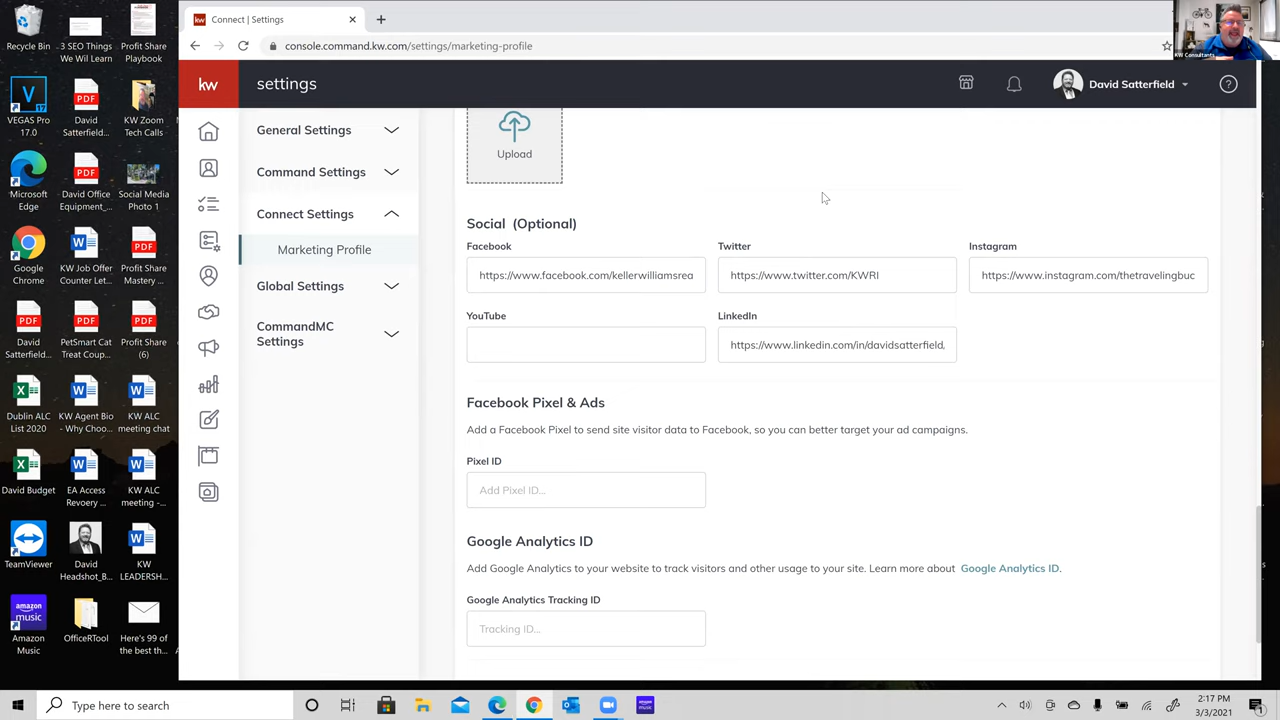 Connect | Settings
console.command.kw.com/settings/marketing-profile
KW Consultants
kw
settings
David Satterfield
General Settings
Command Settings
Connect Settings
Marketing Profile
Global Settings
CommandMC
Settings
Upload
Social (Optional)
Facebook
Twitter
Instagram
https://www.facebook.com/kellerwilliamsrea
https://www.twitter.com/KWRI
https://www.instagram.com/thetravelingbuc
YouTube
LinkedIn
https://www.linkedin.com/in/davidsatterfield,
Facebook Pixel & Ads
Add a Facebook Pixel to send site visitor data to Facebook, so you can better target your ad campaigns.
Pixel ID
Add Pixel ID...
Google Analytics ID
Add Google Analytics to your website to track visitors and other usage to your site. Learn more about Google Analytics ID.
Google Analytics Tracking ID
Tracking ID...
Recycle Bin
3 SEO Things
We Wil Learn
Profit Share
Playbook
VEGAS Pro
17.0
David
Satterfield...
KW Zoom
Tech Calls
Microsoft
Edge
David Office
Equipment_...
Social Media
Photo 1
Google
Chrome
KW Job Offer
Counter Let...
Profit Share
Mastery ...
David
Satterfield...
PetSmart Cat
Treat Coup...
Profit Share
(6)
Dublin ALC
List 2020
KW Agent Bio
- Why Choo...
KW ALC
meeting chat
David Budget
EA Access
Revoery ...
KW ALC
meeting -...
TeamViewer
David
Headshot_B...
KW
LEADERSH...
amazon
music
Amazon
Music
OfficeRTool
Here's 99 of
the best th...
Type here to search
amazon
music
2:17 PM
3/3/2021